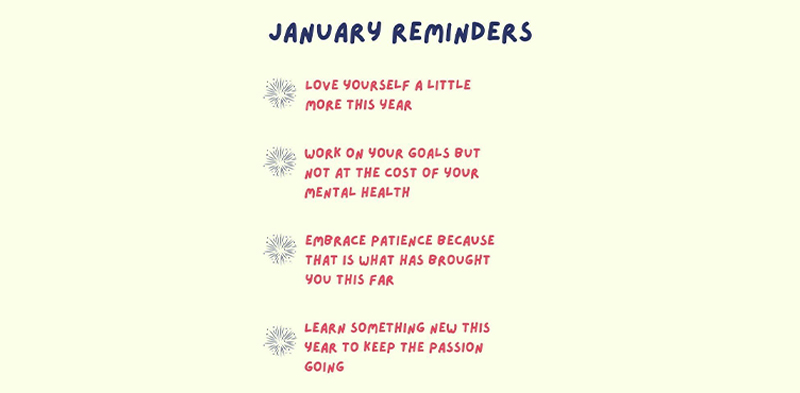 JANUARY REMINDERS
LOVE YOURSELF A LITTLE
MORE THIS YEAR
WORK ON YOUR GOALS BUT
NOT AT THE COST OF YOUR
MENTAL HEALTH
EMBRACE PATIENCE BECAUSE
THAT IS WHAT HAS BROUGHT
YOU THIS FAR
LEARN SOMETHING NEW THIS
YEAR TO KEEP THE PASSION
GOING